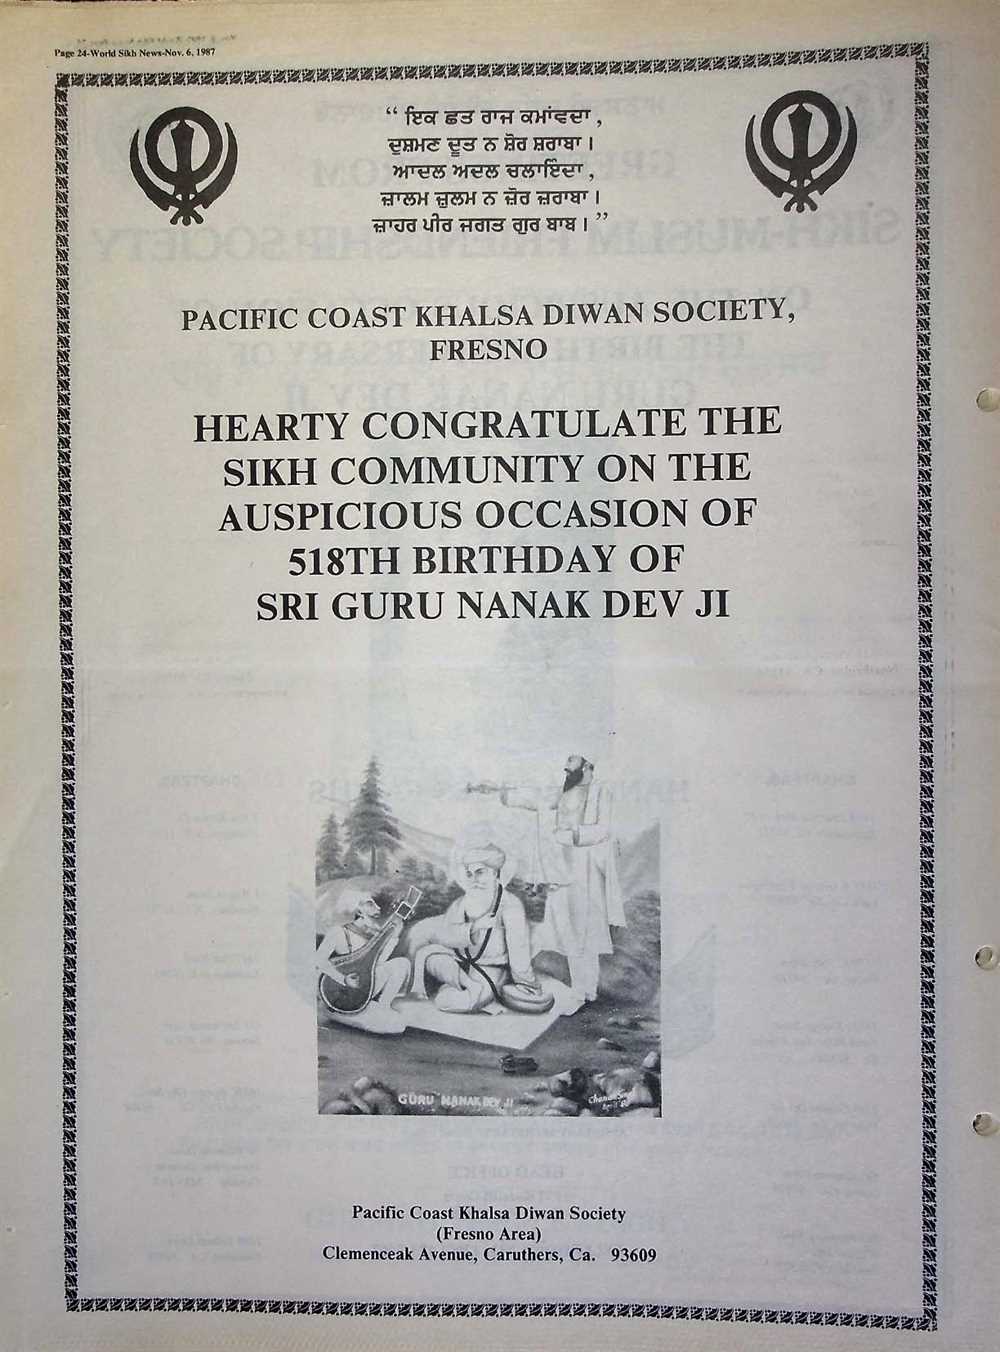 Page 24-World Sikh News-Nov. 6, 1987
“ ਇਕ ਛਤ ਰਾਜ ਕਮਾਂਵਦਾ ,
ਦੁਸ਼ਮਣ ਦੂਤ ਨ ਸ਼ੋਰ ਸ਼ਰਾਬਾ ।
ਆਦਲ ਅਦਲ ਚਲਾਇੰਦਾ ,
ਜ਼ਾਲਮ ਜ਼ੁਲਮ ਨ ਜ਼ੋਰ ਜ਼ਰਾਬਾ ।
ਜ਼ਾਹਰ ਪੀਰ ਜਗਤ ਗੁਰ ਬਾਬ । ”
PACIFIC COAST KHALSA DIWAN SOCIETY,
FRESNO
HEARTY CONGRATULATE THE
SIKH COMMUNITY ON THE
AUSPICIOUS OCCASION OF
518TH BIRTHDAY OF
SRI GURU NANAK DEV JI
GURU NANAK DEV JI
Pacific Coast Khalsa Diwan Society
(Fresno Area)
Clemenceak Avenue, Caruthers, Ca. 93609